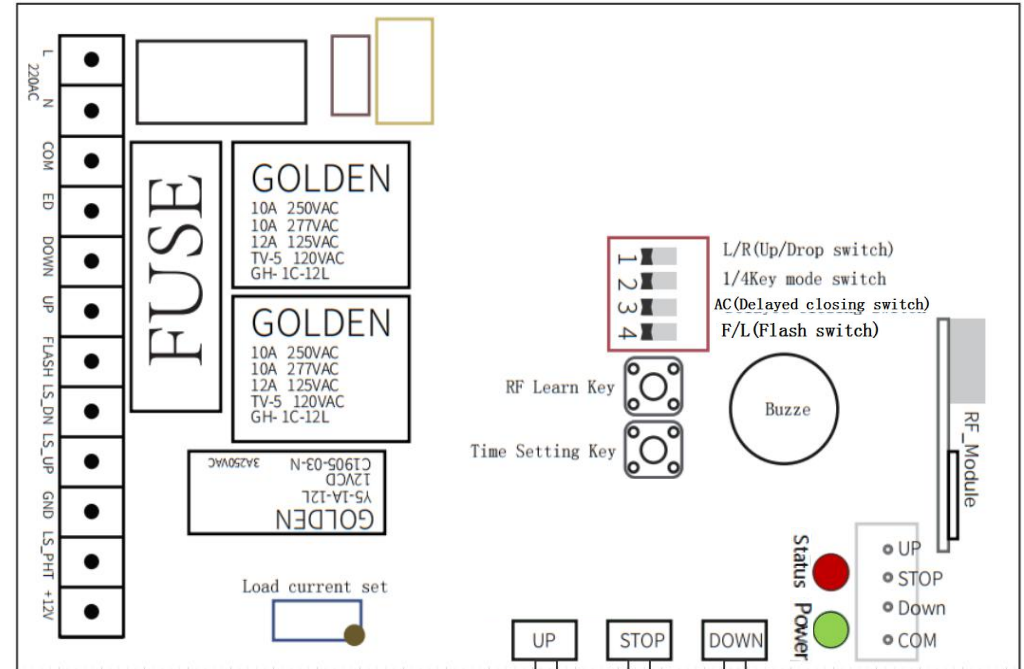 L
220AC
N
COM
ED
DOWN
UP
FLASH
LS_DN
LS_UP
GND
LS_PHT
+12V
FUSE
GOLDEN
10A 250VAC
10A 277VAC
12A 125VAC
TV-5 120VAC
GH- 1C-12L
GOLDEN
10A 250VAC
10A 277VAC
12A 125VAC
TV-5 120VAC
GH- 1C-12L
GOLDEN
Y5-1A-12L
12VCD
C1905-03-N 3A250VAC
Load current set
1
2
3
4
L/R(Up/Drop switch)
1/4Key mode switch
AC(Delayed closing switch)
F/L(Flash switch)
RF Learn Key
Time Setting Key
Buzze
RF_Module
Status
Power
UP
STOP
Down
COM
UP
STOP
DOWN